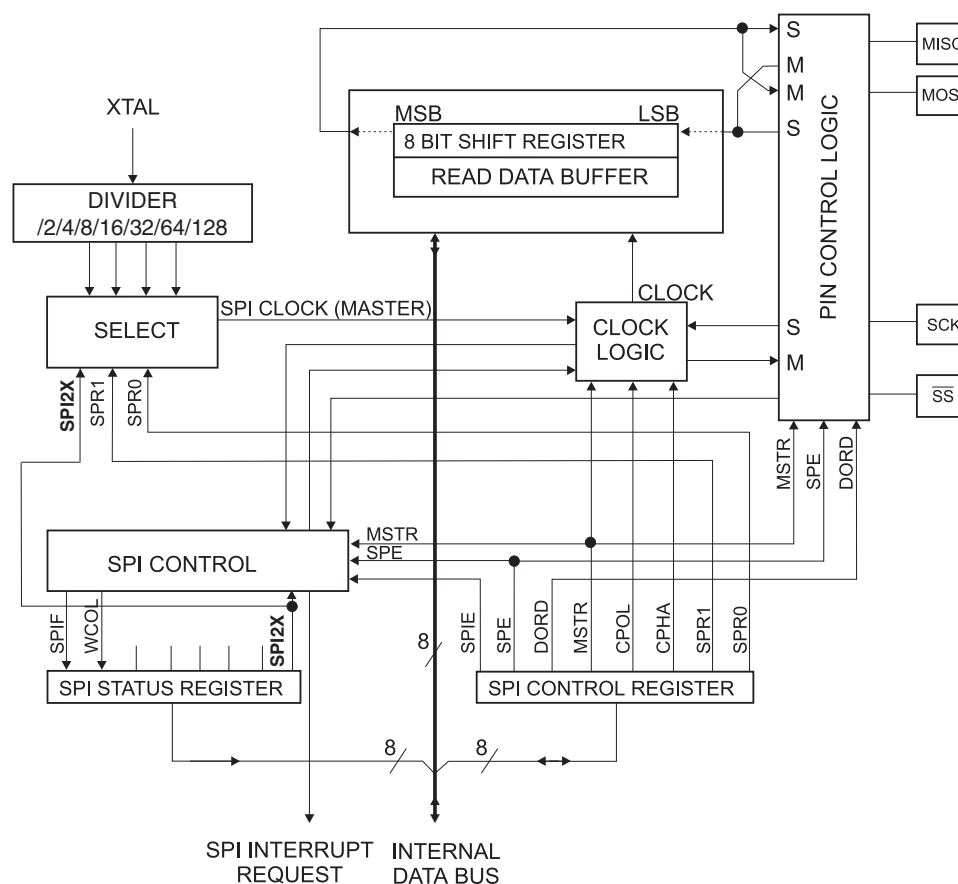 S
MISO
M
MSB
LSB
M
MOSI
XTAL
S
8 BIT SHIFT REGISTER
READ DATA BUFFER
DIVIDER
/2/4/8/16/32/64/128
PIN CONTROL LOGIC
SPI CLOCK (MASTER)
CLOCK
SELECT
CLOCK
LOGIC
S
SCK
M
SPI2X
SPR1
SPR0
SS
MSTR
SPE
DORD
MSTR
SPE
SPI CONTROL
SPIF
WCOL
SPI2X
8
SPIE
SPE
DORD
MSTR
CPOL
CPHA
SPR1
SPR0
SPI STATUS REGISTER
SPI CONTROL REGISTER
8
8
SPI INTERRUPT
REQUEST
INTERNAL
DATA BUS